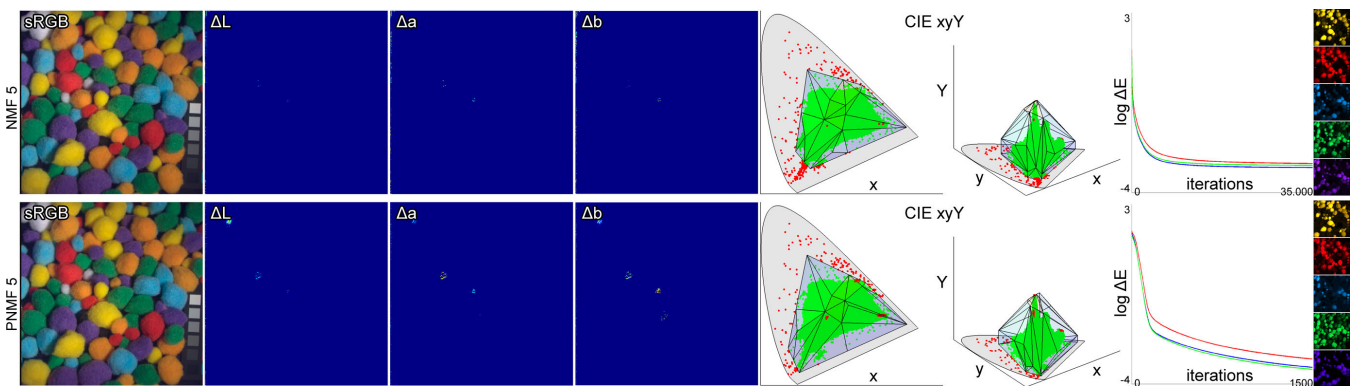 NMF 5
sRGB
ΔL
Δa
Δb
CIE xyY
x
Y
y
x
3
log ΔE
-4
0
iterations
35.000
PNMF 5
sRGB
ΔL
Δa
Δb
CIE xyY
x
Y
y
x
3
log ΔE
-4
0
iterations
1500